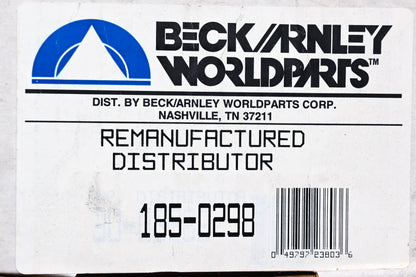 BECK/ARNLEY
WORLDPARTS™
DIST. BY BECK/ARNLEY WORLDPARTS CORP.
NASHVILLE, TN 37211
REMANUFACTURED
DISTRIBUTOR
185-0298
0 49797 23803 6